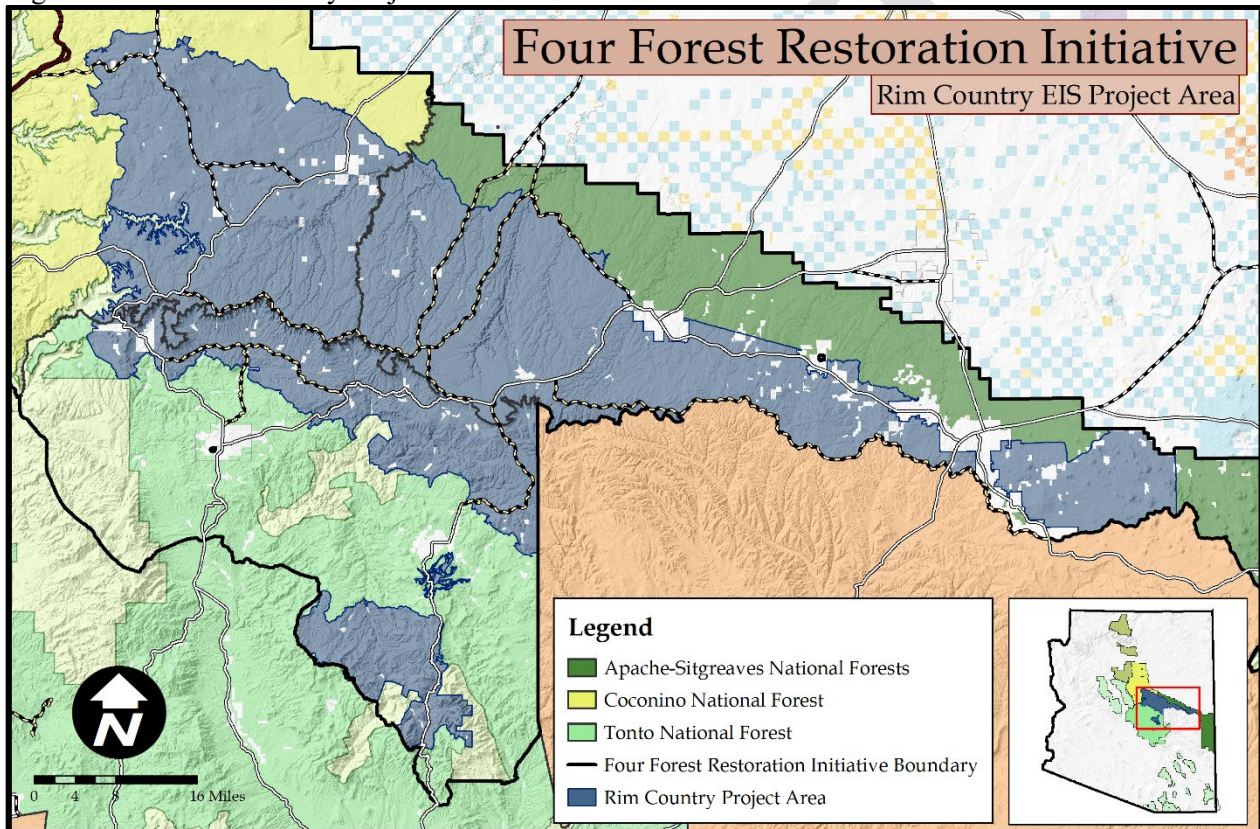 Four Forest Restoration Initiative
Rim Country EIS Project Area
Legend
Apache-Sitgreaves National Forests
Coconino National Forest
Tonto National Forest
Four Forest Restoration Initiative Boundary
Rim Country Project Area
N
0 4 8 16 Miles